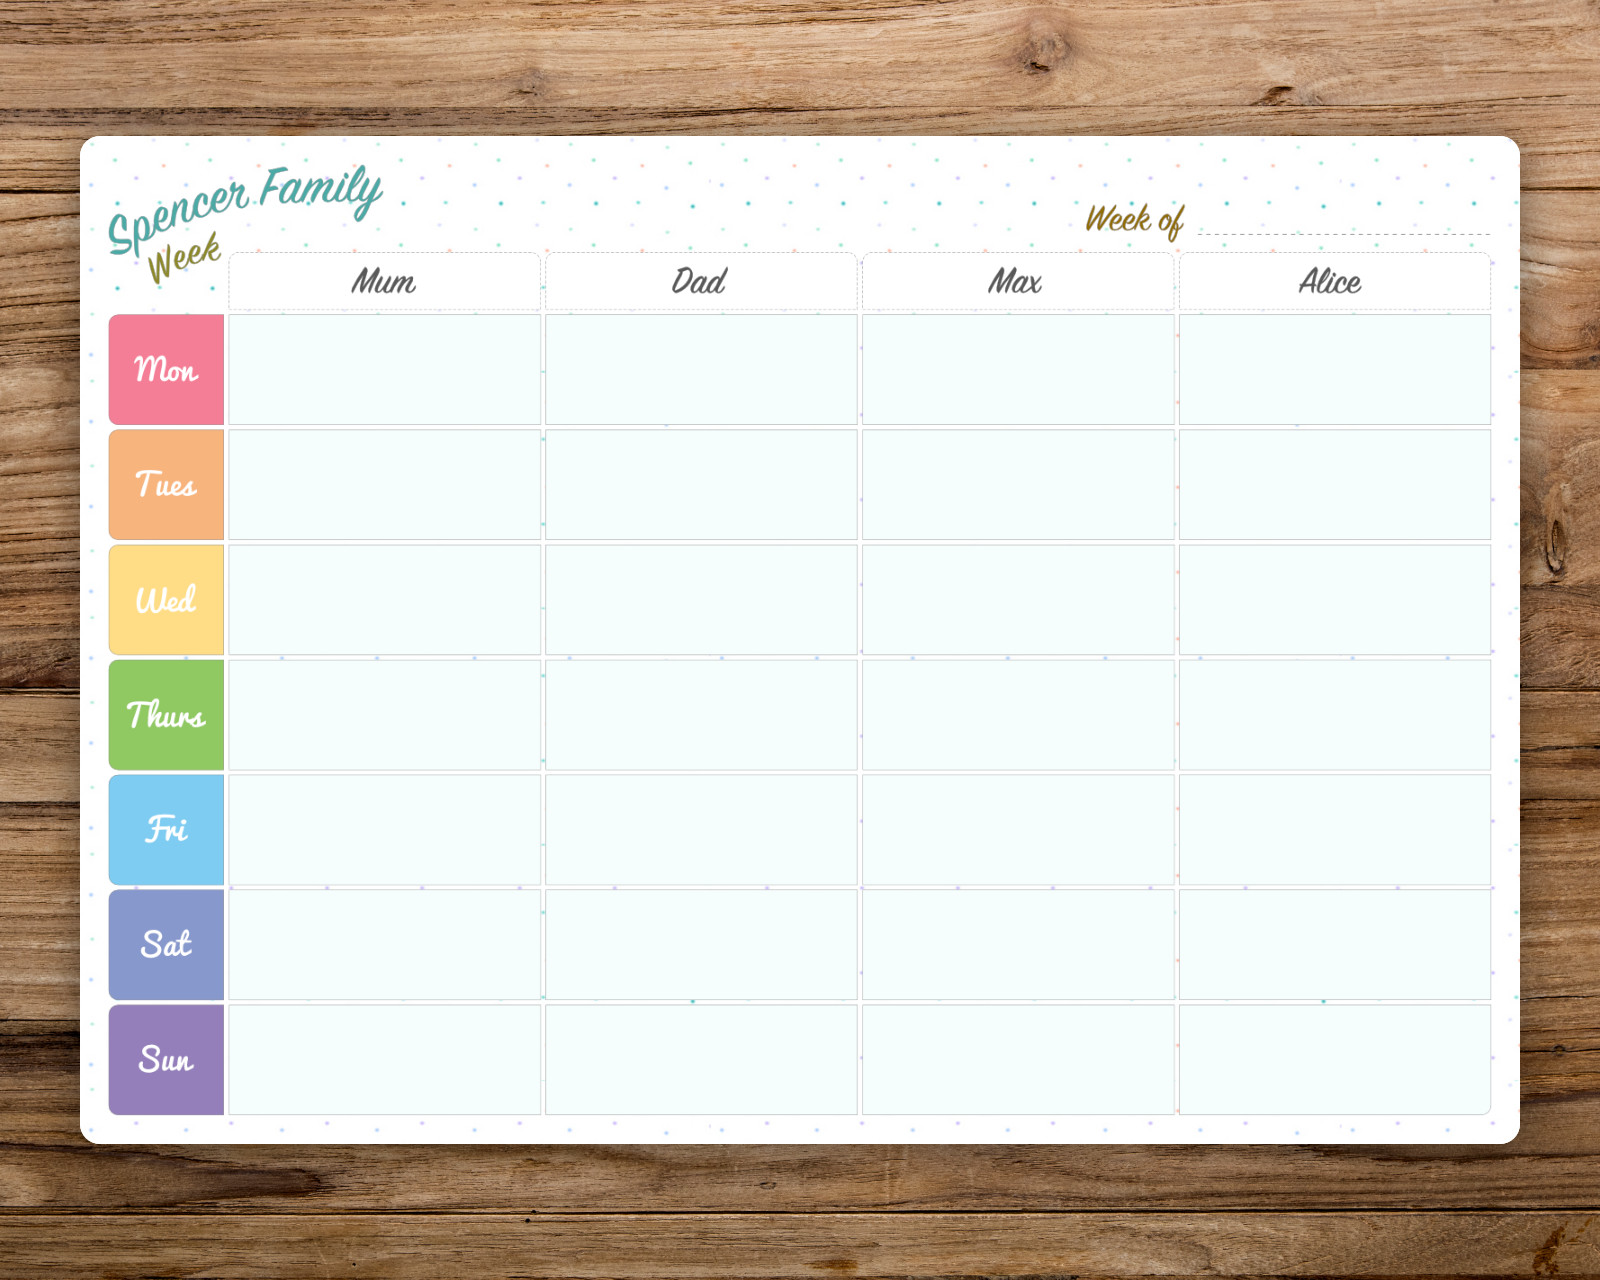 Spencer Family
Week
Week of
Mum Dad Max Alice
Mon
Tues
Wed
Thurs
Fri
Sat
Sun